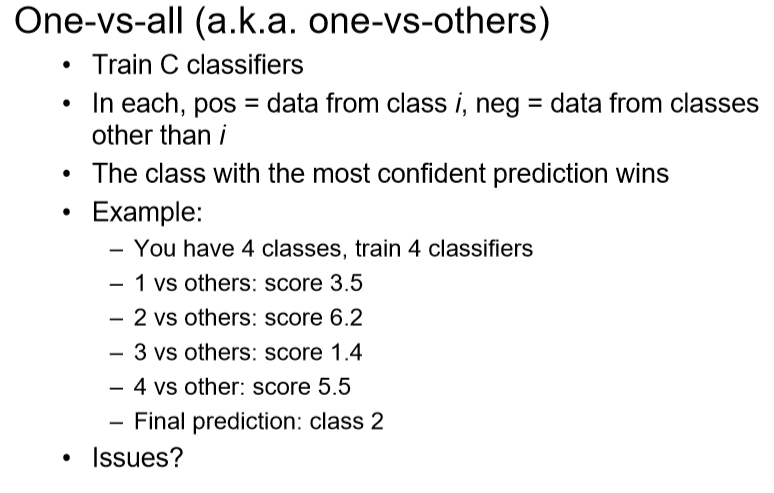 One-vs-all (a.k.a. one-vs-others)
• Train C classifiers
• In each, pos = data from class i, neg = data from classes
other than i
• The class with the most confident prediction wins
• Example:
– You have 4 classes, train 4 classifiers
– 1 vs others: score 3.5
– 2 vs others: score 6.2
– 3 vs others: score 1.4
– 4 vs other: score 5.5
– Final prediction: class 2
• Issues?